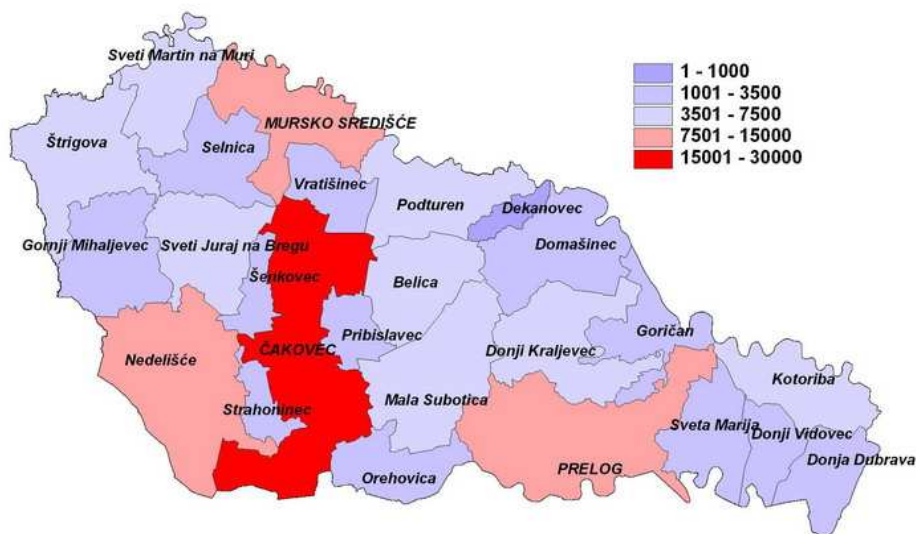 Sveti Martin na Muri
1 - 1000
1001 - 3500
3501 - 7500
7501 - 15000
15001 - 30000
MURSKO SREDIŠĆE
Štrigova
Selnica
Vratišinec
Podturen
Dekanovec
Gornji Mihaljevec
Sveti Juraj na Bregu
Domašinec
Šenkovec
Belica
Pribislavec
Goričan
Nedelišće
ČAKOVEC
Donji Kraljevec
Kotoriba
Mala Subotica
Strahoninec
Sveta Marija
Donji Vidovec
Donja Dubrava
PRELOG
Orehovica